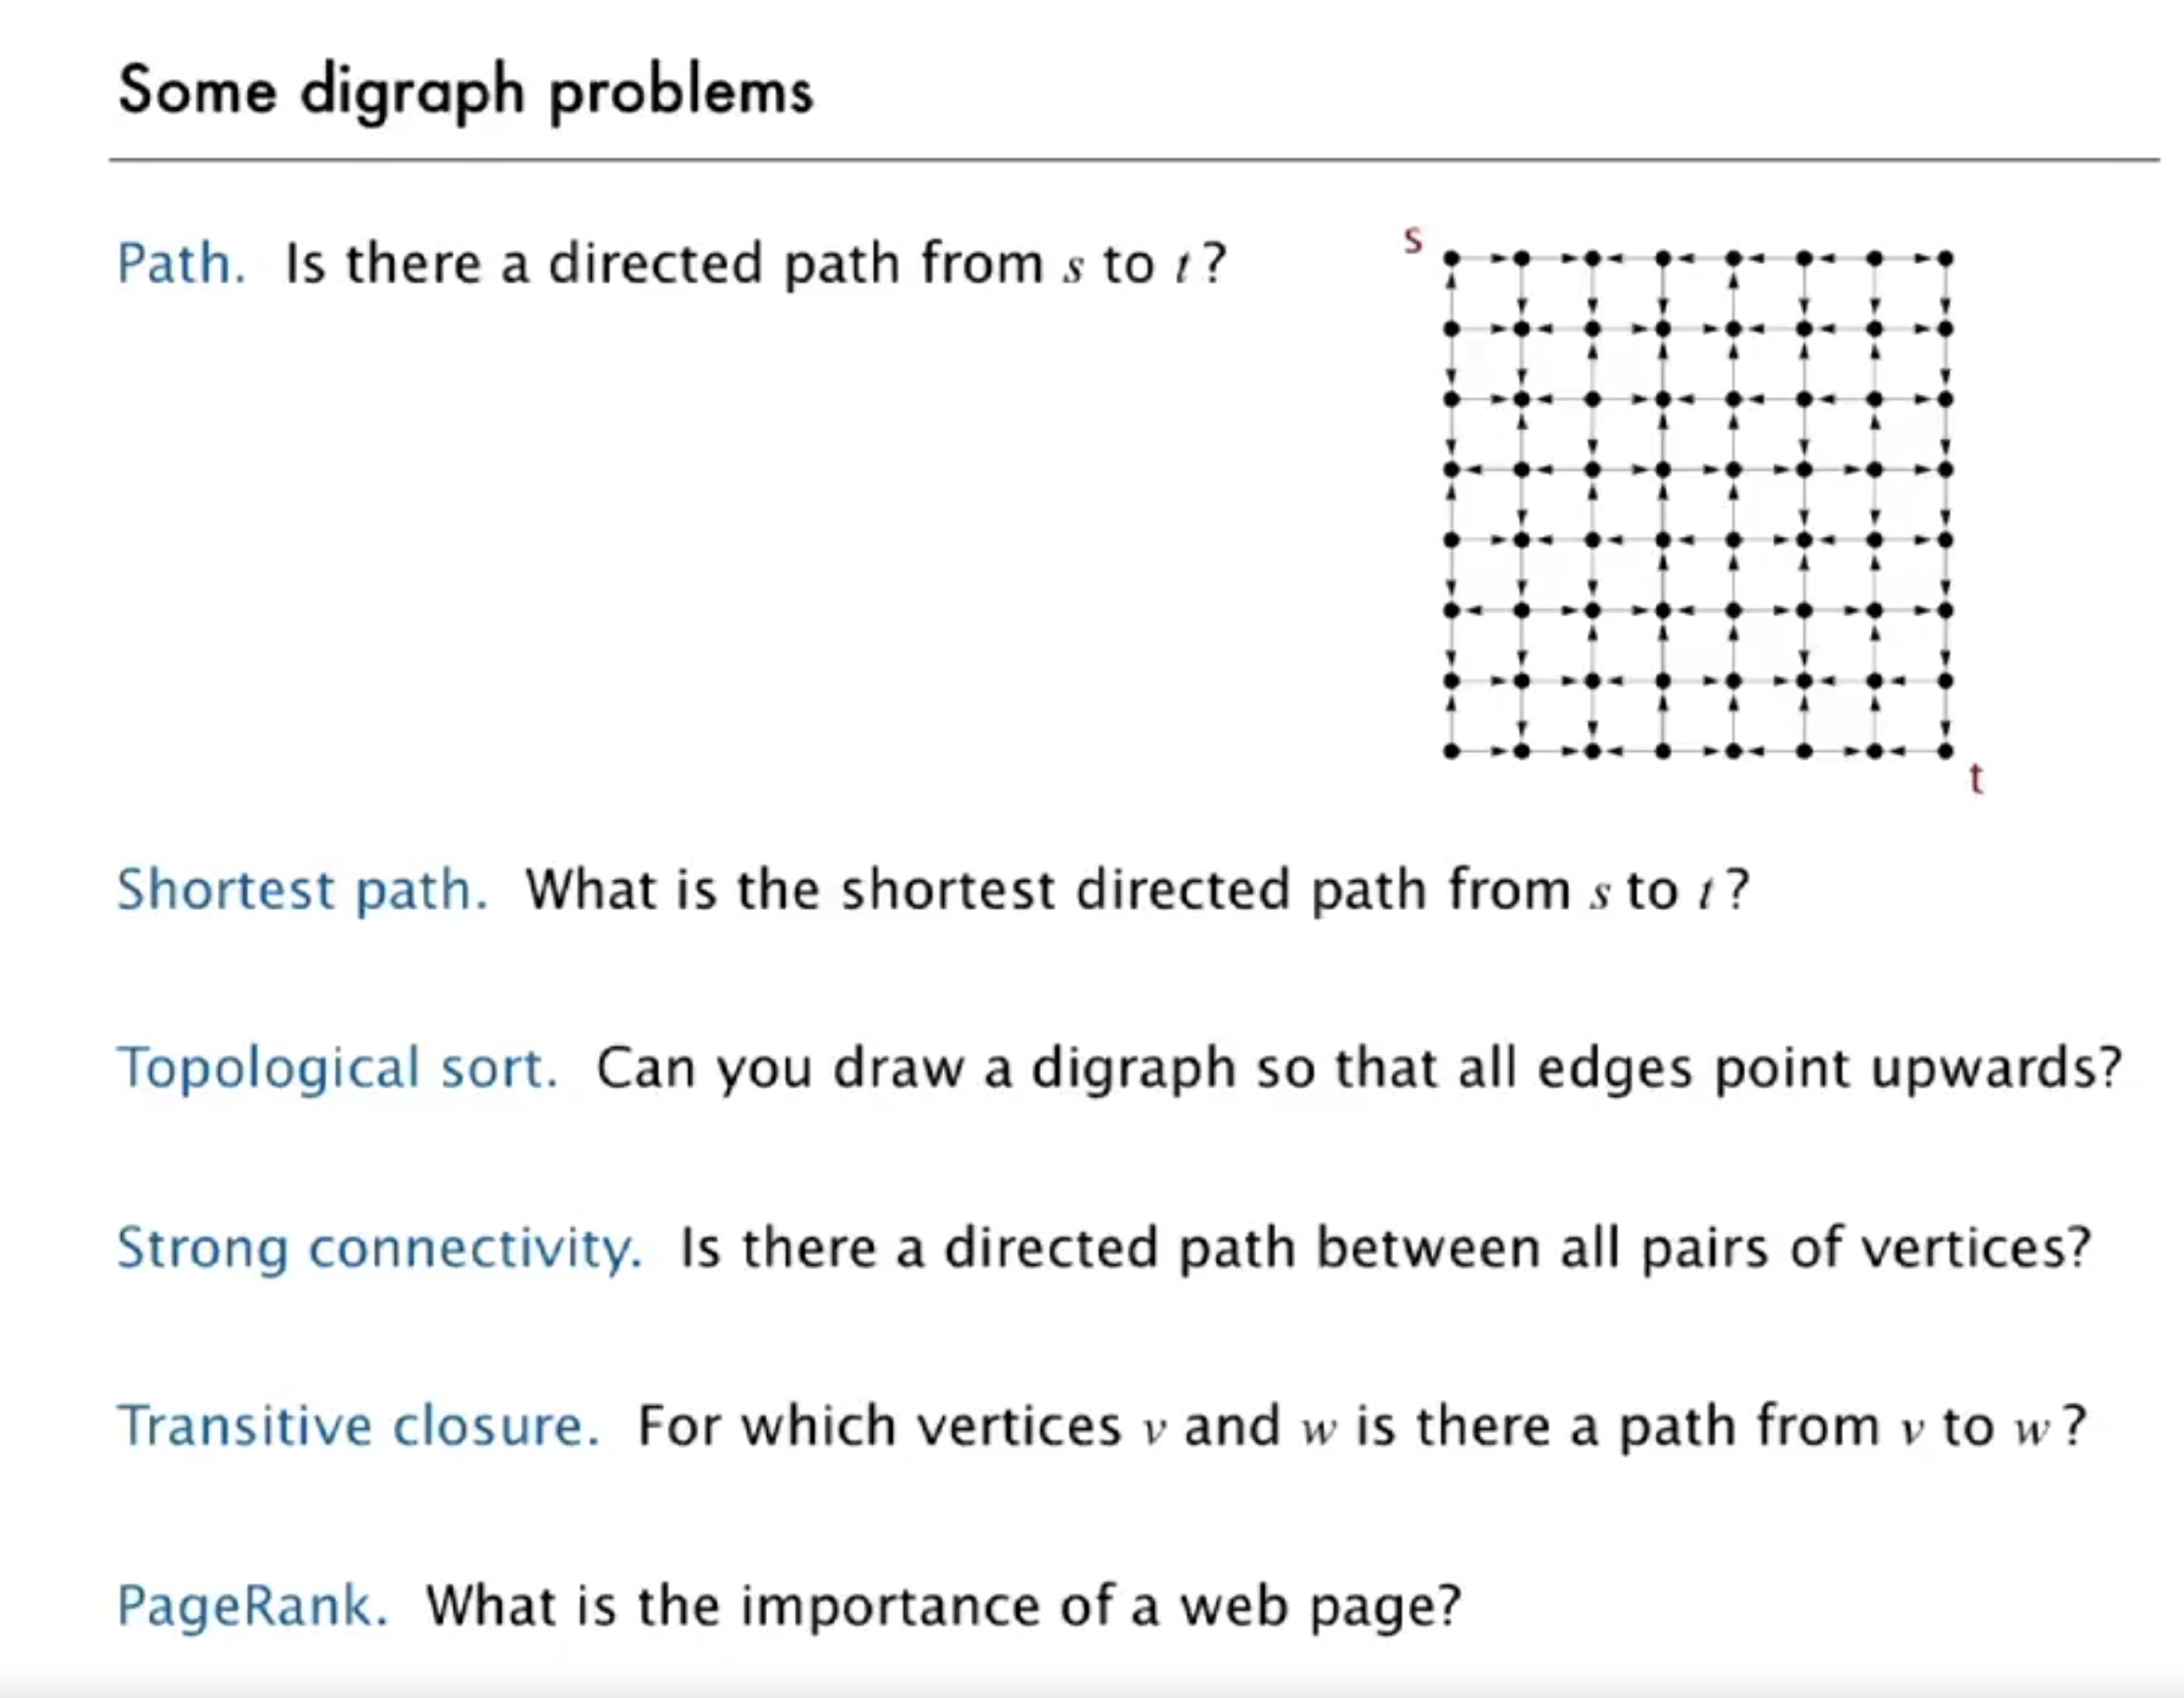 Some digraph problems
Path. Is there a directed path from s to t?
s
t
Shortest path. What is the shortest directed path from s to t?
Topological sort. Can you draw a digraph so that all edges point upwards?
Strong connectivity. Is there a directed path between all pairs of vertices?
Transitive closure. For which vertices v and w is there a path from v to w?
PageRank. What is the importance of a web page?